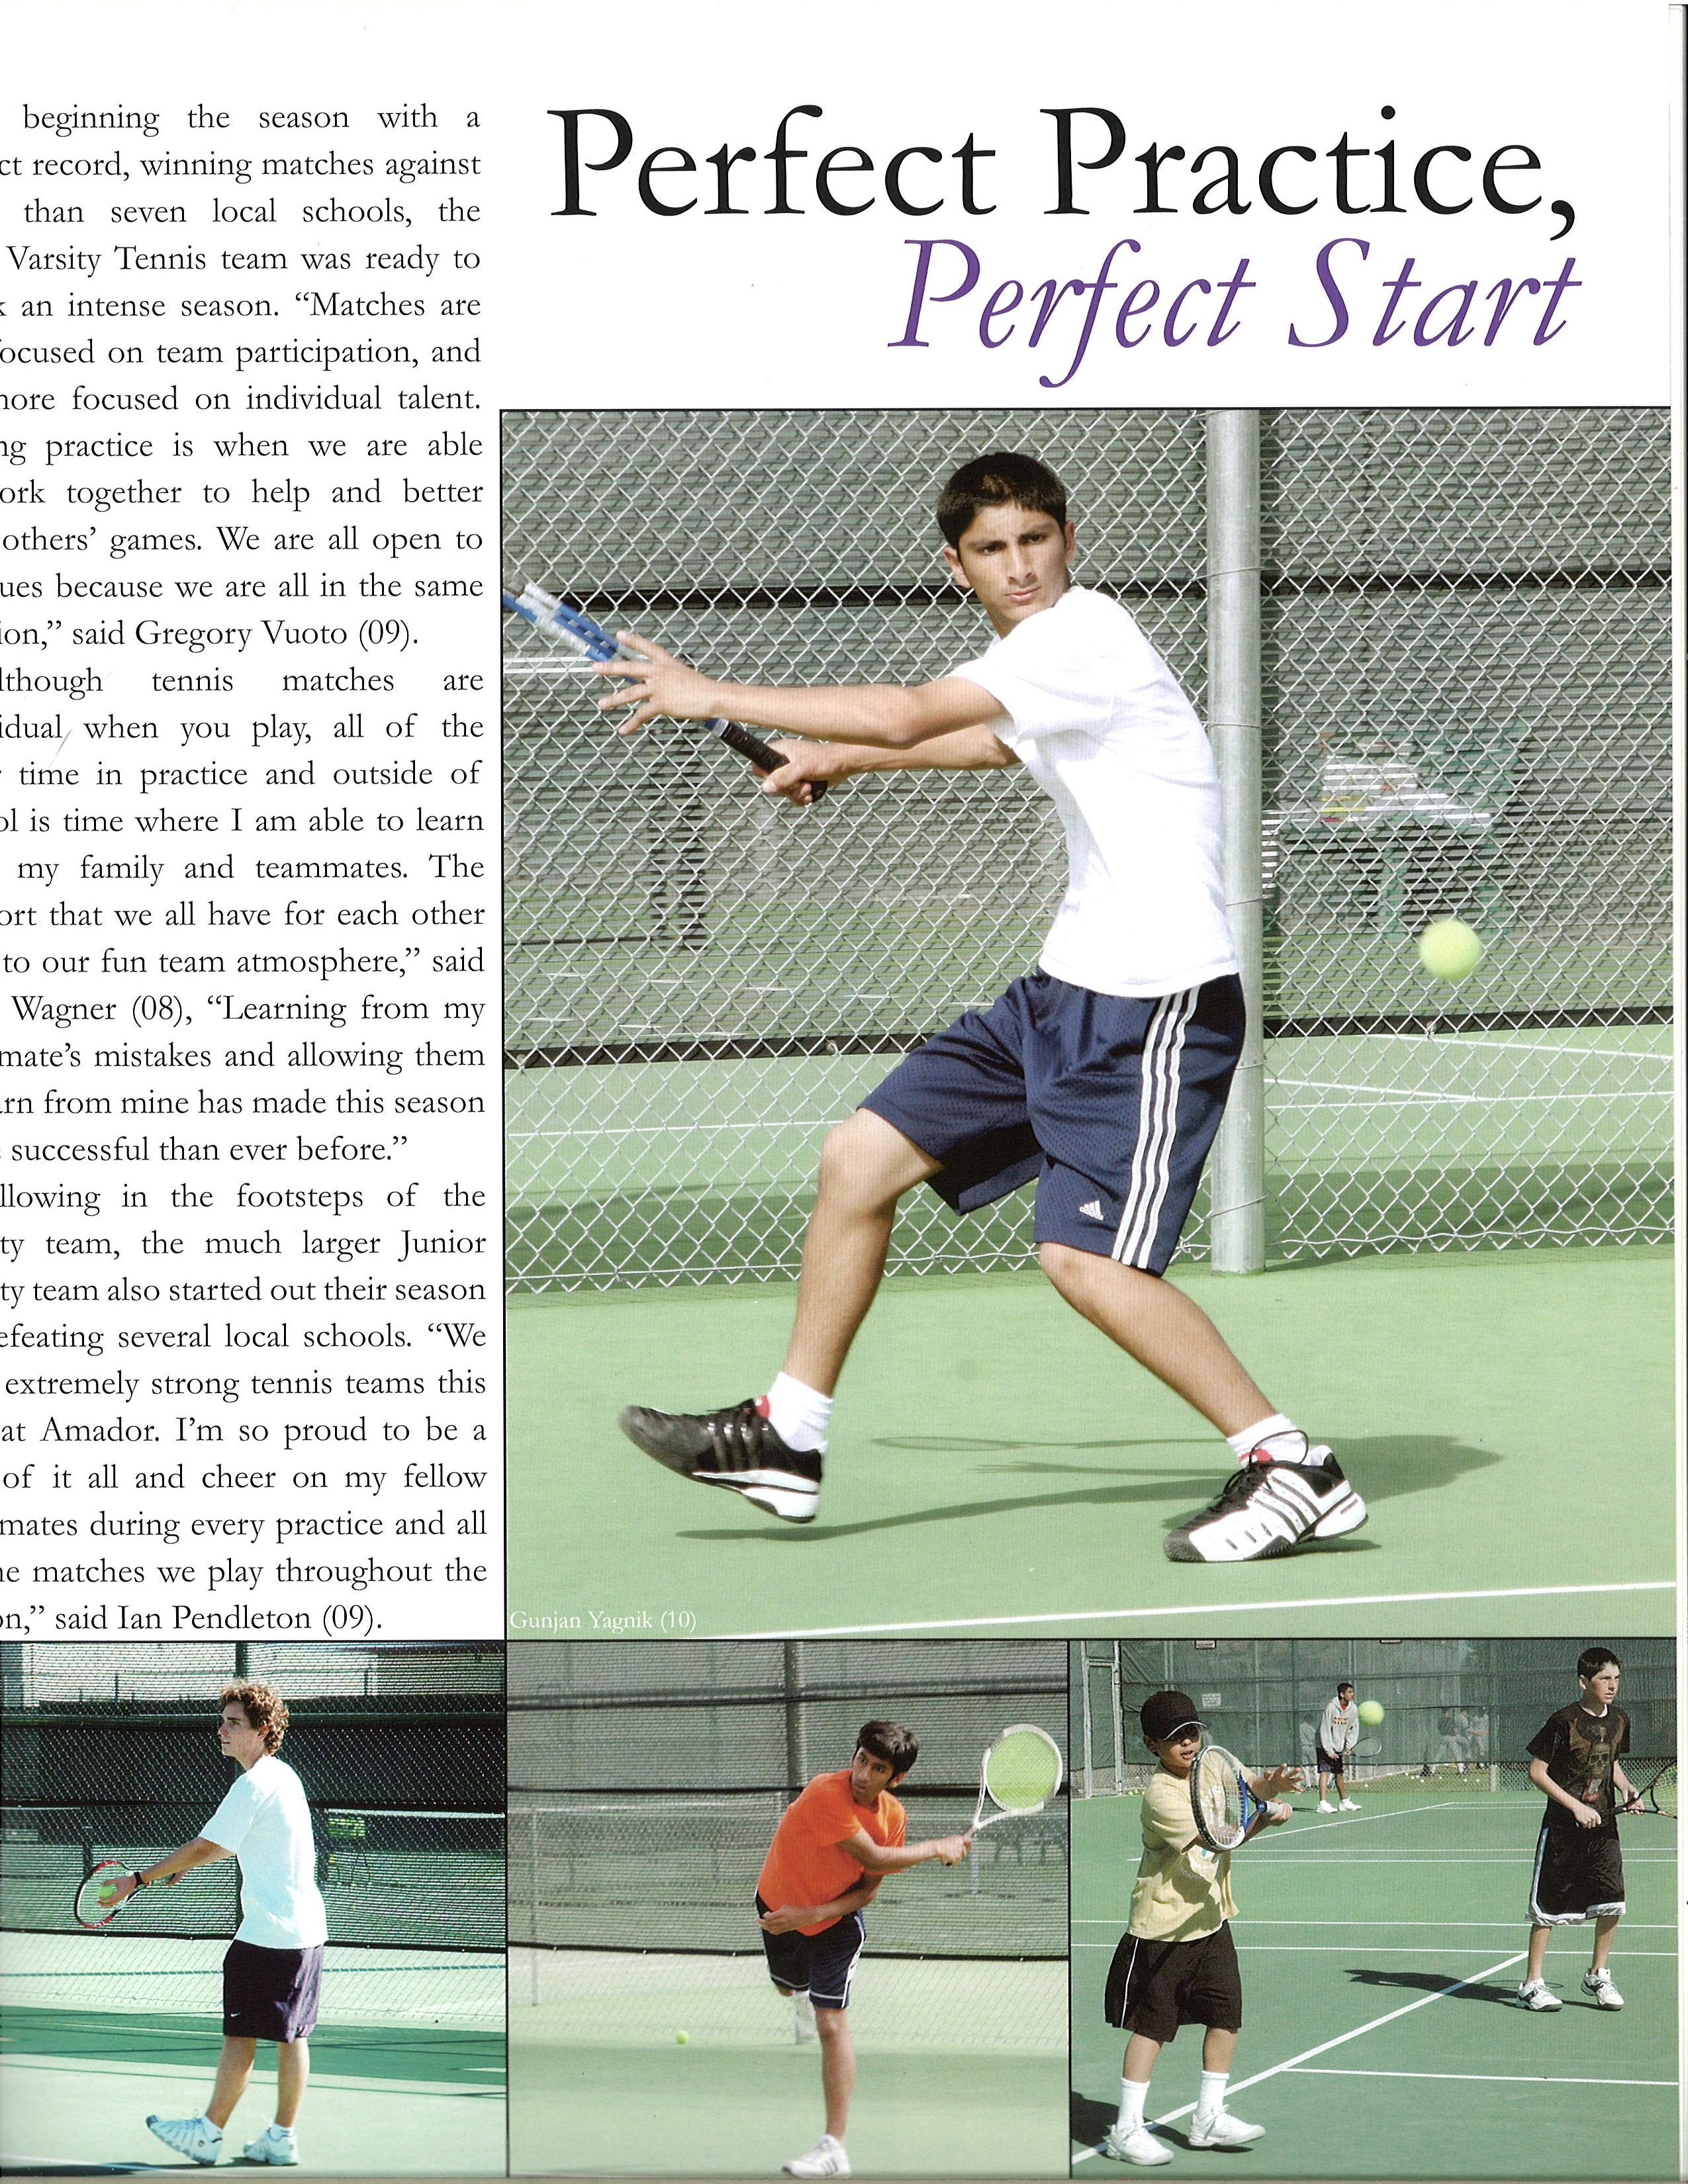 Perfect Practice,
Perfect Start
beginning the season with a
ct record, winning matches against
than seven local schools, the
Varsity Tennis team was ready to
k an intense season. “Matches are
focused on team participation, and
more focused on individual talent.
ng practice is when we are able
ork together to help and better
others’ games. We are all open to
ues because we are all in the same
ion,” said Gregory Vuoto (09).
lthough tennis matches are
idual when you play, all of the
r time in practice and outside of
ol is time where I am able to learn
my family and teammates. The
ort that we all have for each other
to our fun team atmosphere,” said
Wagner (08), “Learning from my
mate’s mistakes and allowing them
arn from mine has made this season
e successful than ever before.”
llowing in the footsteps of the
ty team, the much larger Junior
ty team also started out their season
efeating several local schools. “We
extremely strong tennis teams this
at Amador. I’m so proud to be a
of it all and cheer on my fellow
mates during every practice and all
he matches we play throughout the
on,” said Ian Pendleton (09).
Gunjan Yagnik (10)